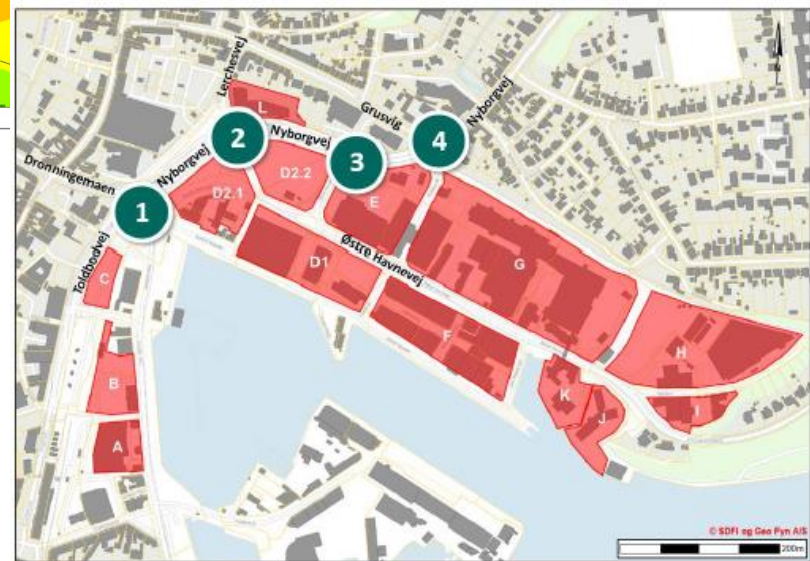 Lerchesvej
L
Grusvig
4
Nyborgvej
2
Nyborgvej
3
Dronningemaen
Nyborgvej
D2.2
1
D2.1
E
Toldbodvej
C
D1
Østre Havnevej
G
F
H
B
K
J
I
A
© SDFI og Geo Fyn A/S
200m